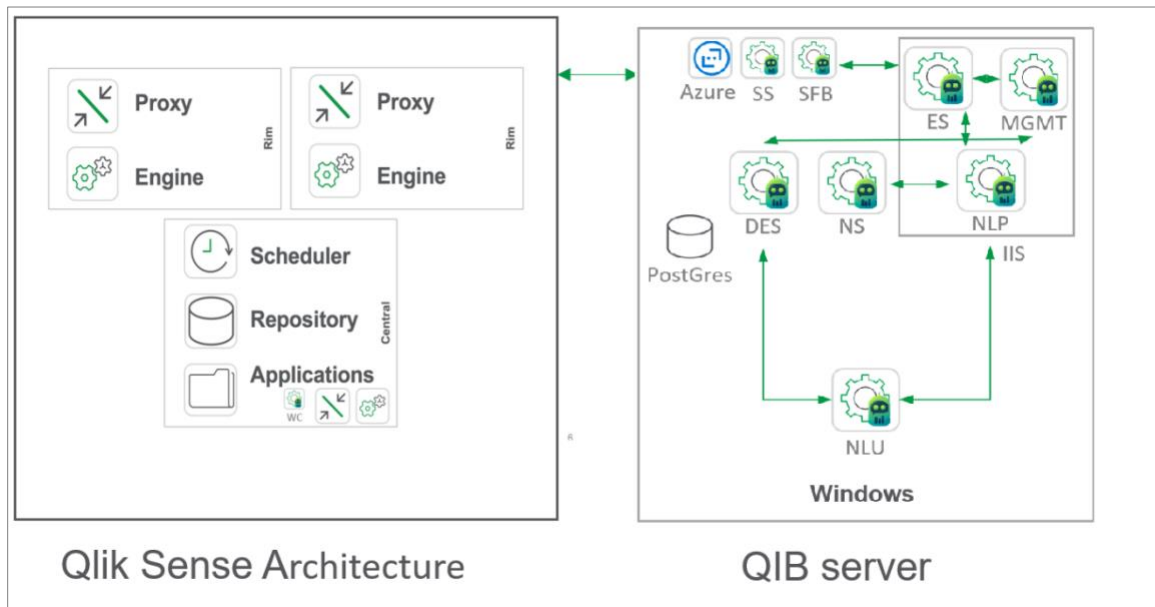 Proxy
Engine
Rim
Proxy
Engine
Rim
Scheduler
Repository
Applications
WC
Central
Azure
SS
SFB
ES
MGMT
DES
NS
NLP
IIS
PostGres
NLU
Windows
Qlik Sense Architecture
QIB server